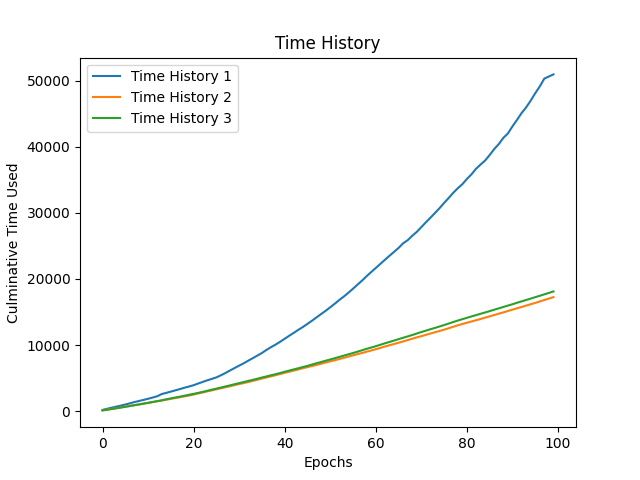 Time History
Time History 1
Time History 2
Time History 3
Culminative Time Used
50000
40000
30000
20000
10000
0
0 20 40 60 80 100
Epochs